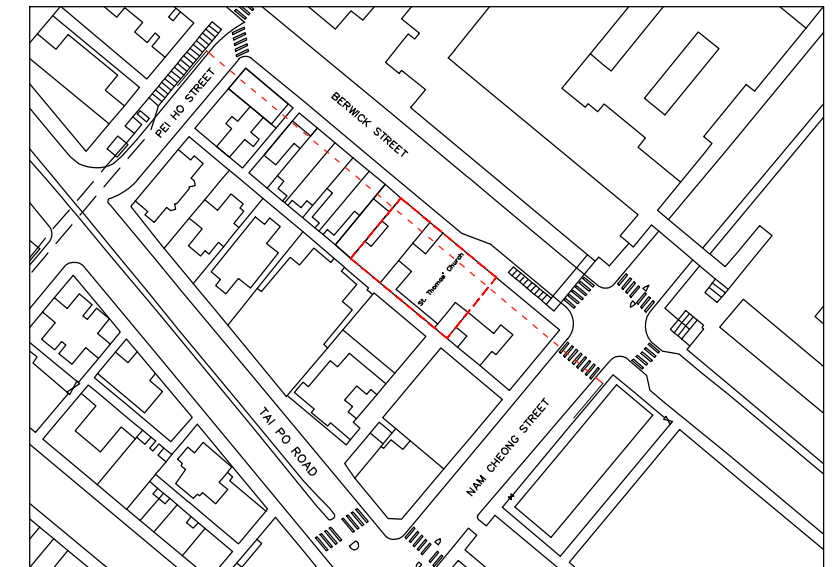 PEI HO STREET
BERWICK STREET
St. Thomas' Church
TAI PO ROAD
NAM CHEONG STREET